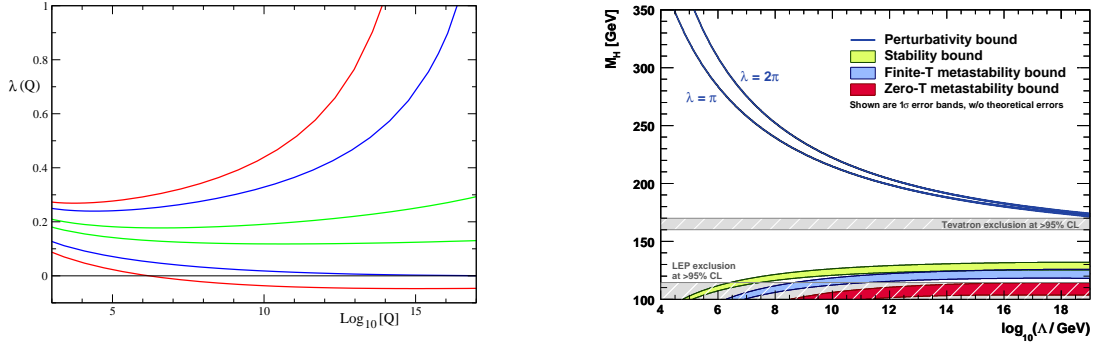 1
0.8
λ (Q)
0.6
0.4
0.2
0
5
10
15
Log10[Q]
M_H [GeV]
350
300
250
200
150
100
Perturbativity bound
Stability bound
Finite-T metastability bound
Zero-T metastability bound
Shown are 1σ error bands, w/o theoretical errors
λ = 2π
λ = π
Tevatron exclusion at >95% CL
LEP exclusion
at >95% CL
4 6 8 10 12 14 16 18
log10(Λ / GeV)